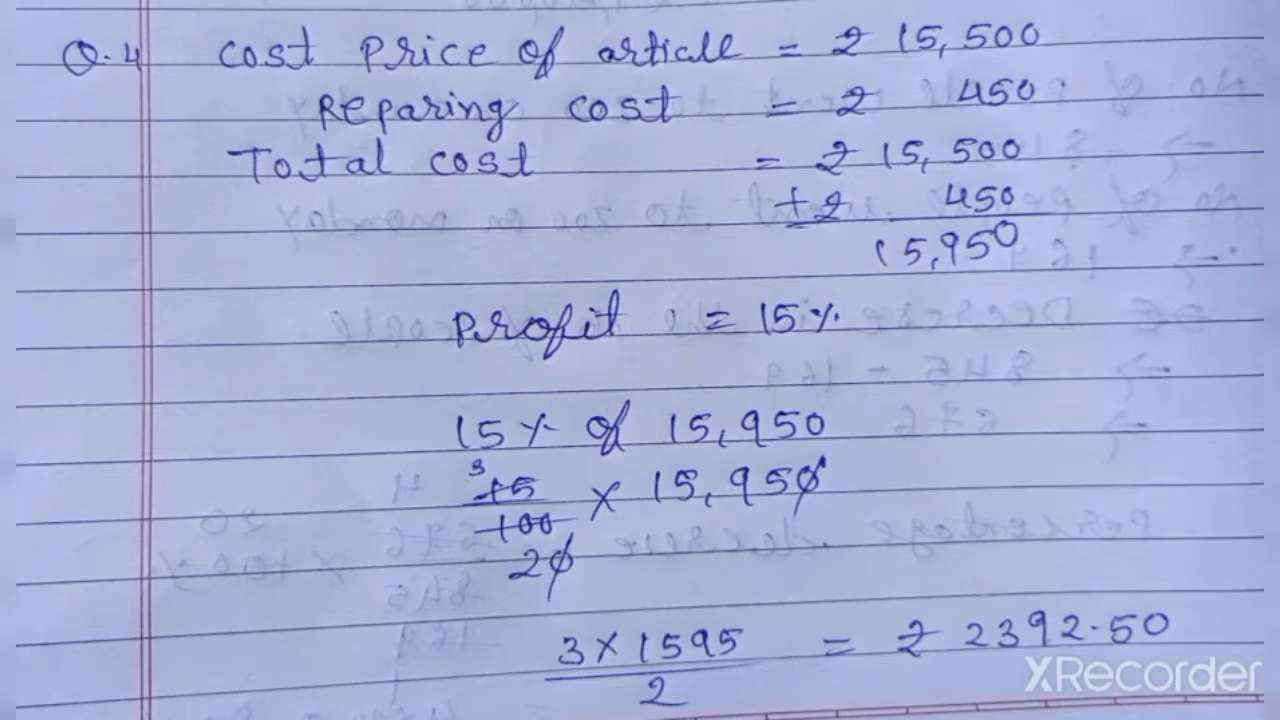 Q.4 Cost Price of article = ₹ 15,500
Reparing cost = ₹ 450
Total cost = ₹ 15,500
+₹ 450
15,950
Profit = 15%
15% of 15,950
3
15/100 × 15,950
20
3×1595/2 = ₹ 2392.50
XRecorder